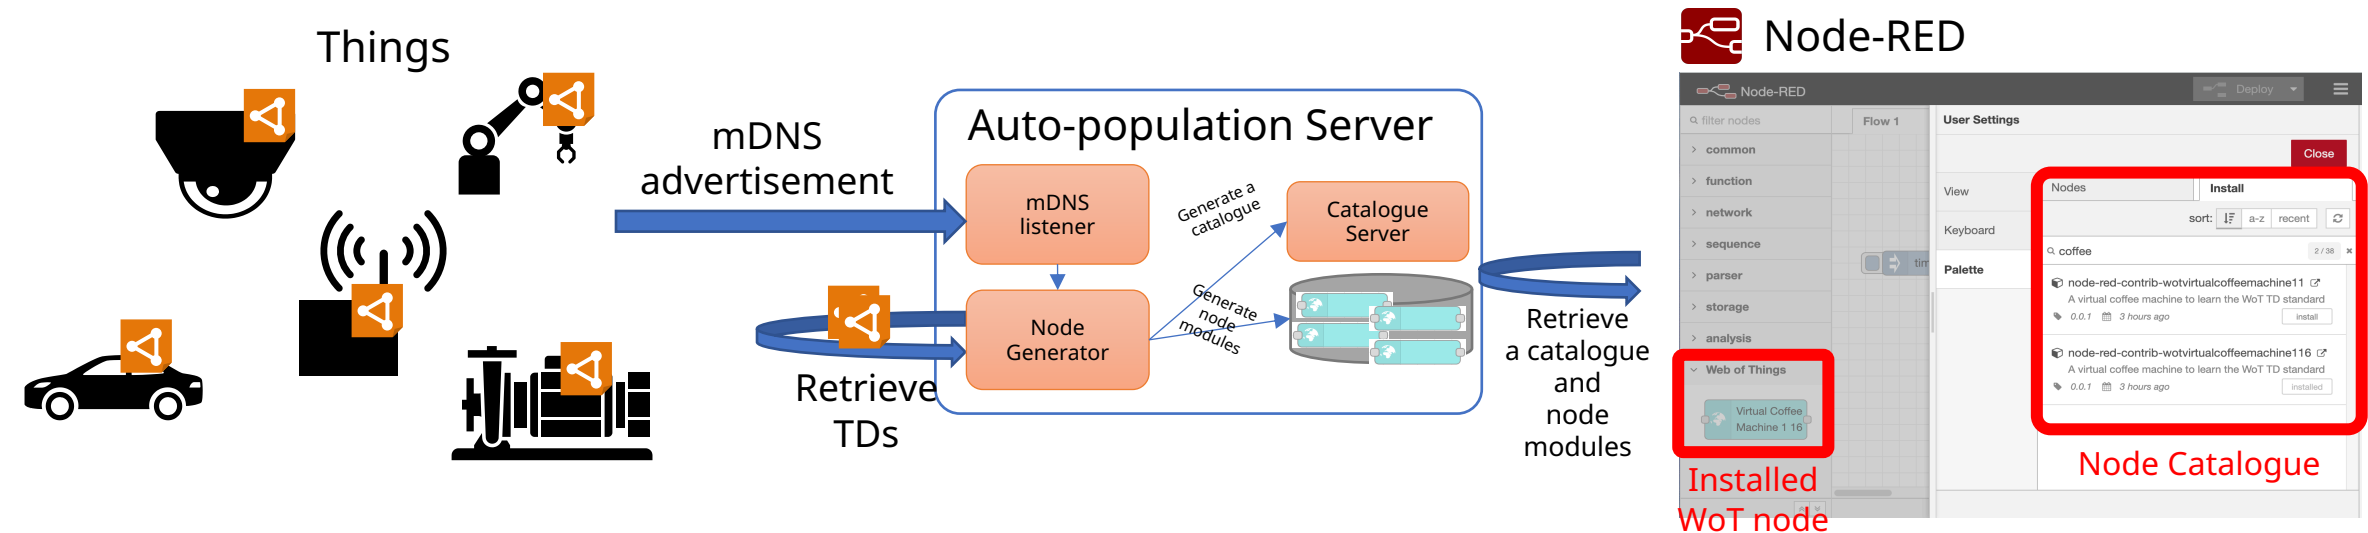 Things
mDNS
advertisement
Retrieve
TDs
Auto-population Server
mDNS
listener
Node
Generator
Generate a
catalogue
Generate
node
modules
Catalogue
Server
Retrieve
a catalogue
and
node
modules
Node-RED
Node-RED
Deploy
filter nodes
common
function
network
sequence
parser
storage
analysis
Web of Things
Virtual Coffee
Machine 1 16
Installed
WoT node
Flow 1
tim
User Settings
Close
View
Keyboard
Palette
Nodes
Install
sort:
a-z
recent
coffee
2 / 38
node-red-contrib-wotvirtualcoffeemachine11
A virtual coffee machine to learn the WoT TD standard
0.0.1
3 hours ago
install
node-red-contrib-wotvirtualcoffeemachine116
A virtual coffee machine to learn the WoT TD standard
0.0.1
3 hours ago
installed
Node Catalogue